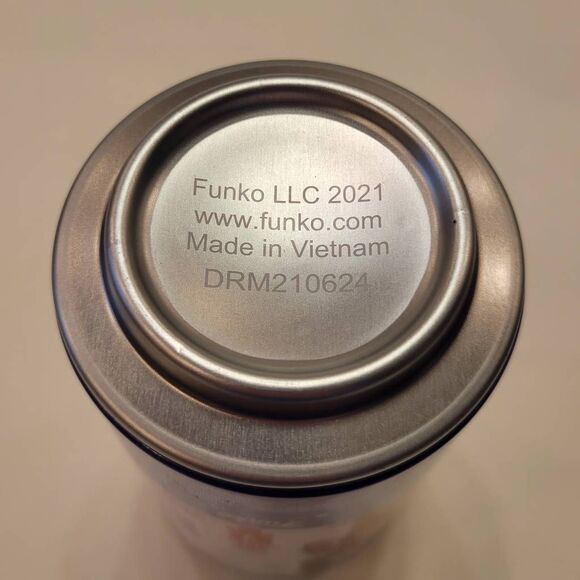 Funko LLC 2021
www.funko.com
Made in Vietnam
DRM210624